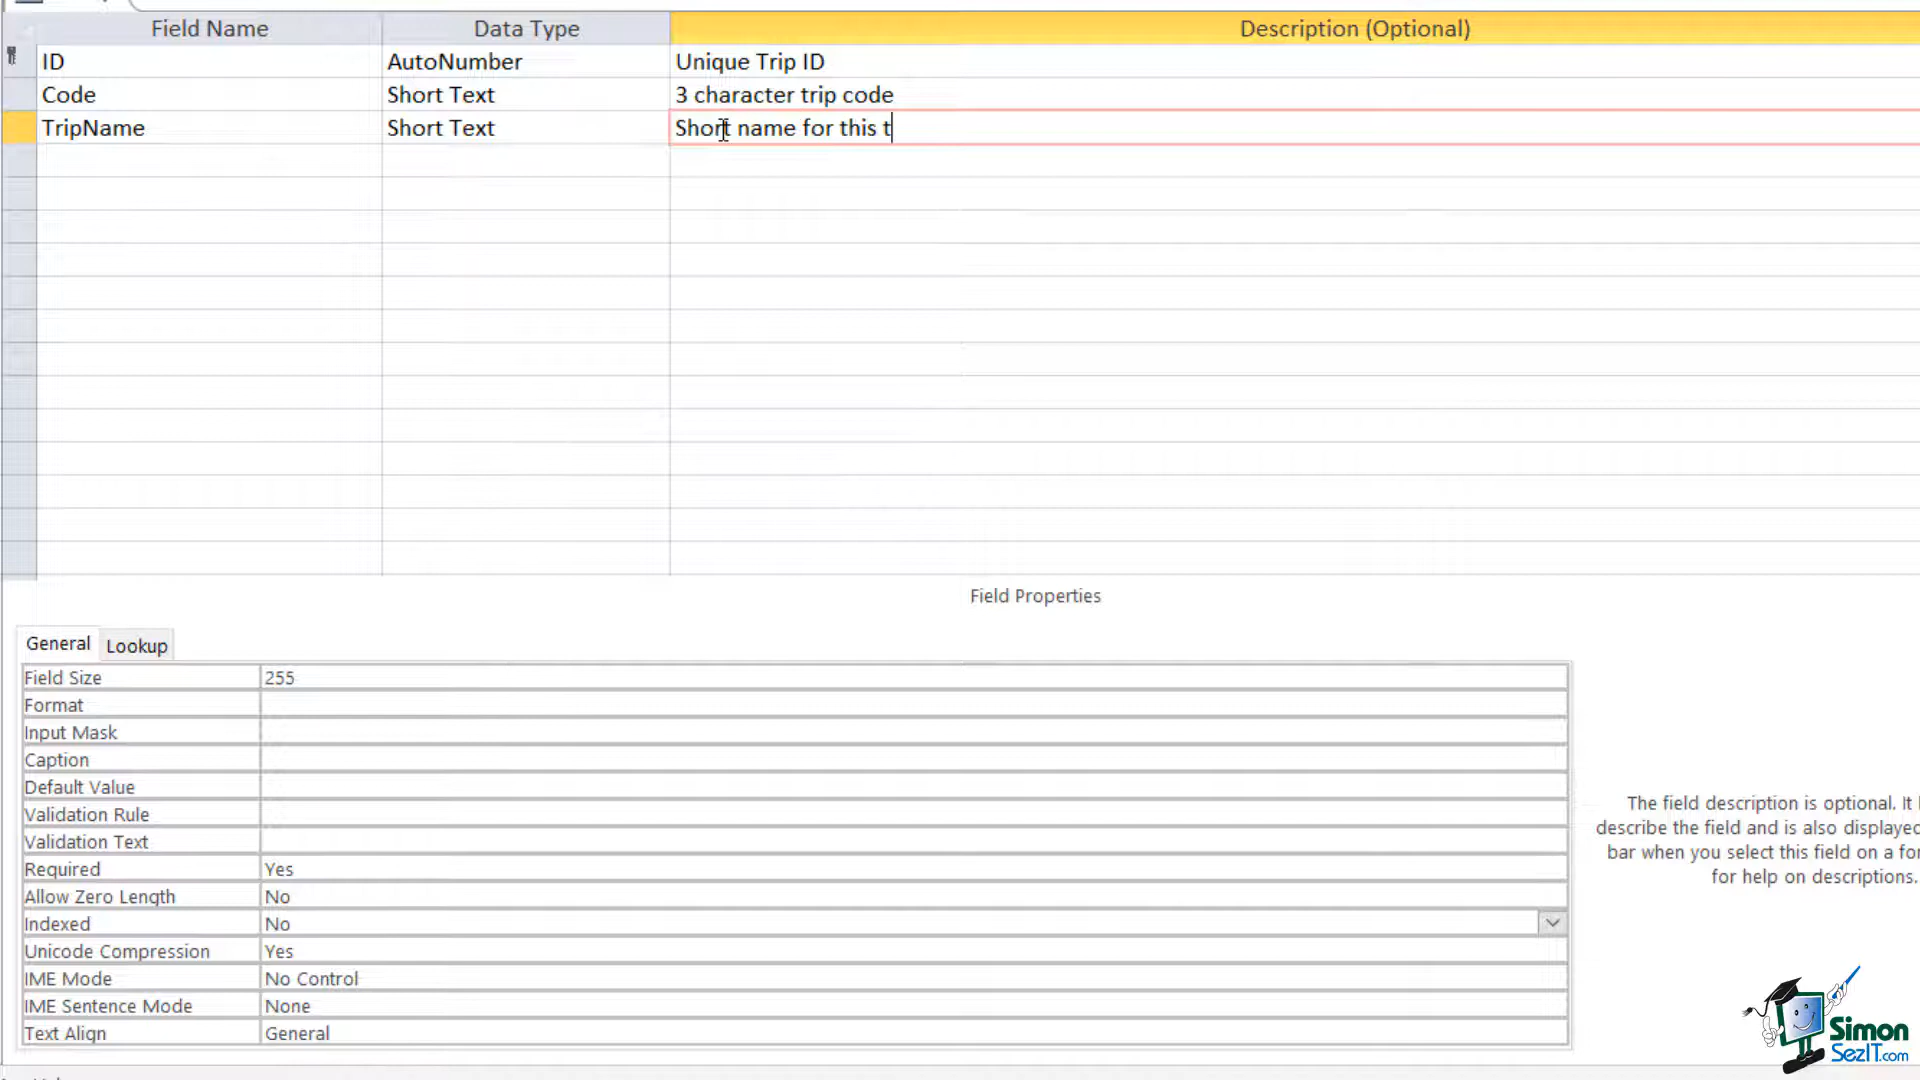 Field Name Data Type Description (Optional)
ID AutoNumber Unique Trip ID
Code Short Text 3 character trip code
TripName Short Text Short name for this t
Field Properties
General Lookup
Field Size 255
Format
Input Mask
Caption
Default Value
Validation Rule
Validation Text
Required Yes
Allow Zero Length No
Indexed No
Unicode Compression Yes
IME Mode No Control
IME Sentence Mode None
Text Align General
The field description is optional. It
describe the field and is also displayed
bar when you select this field on a
for help on descriptions.
Simon
SezIT.com